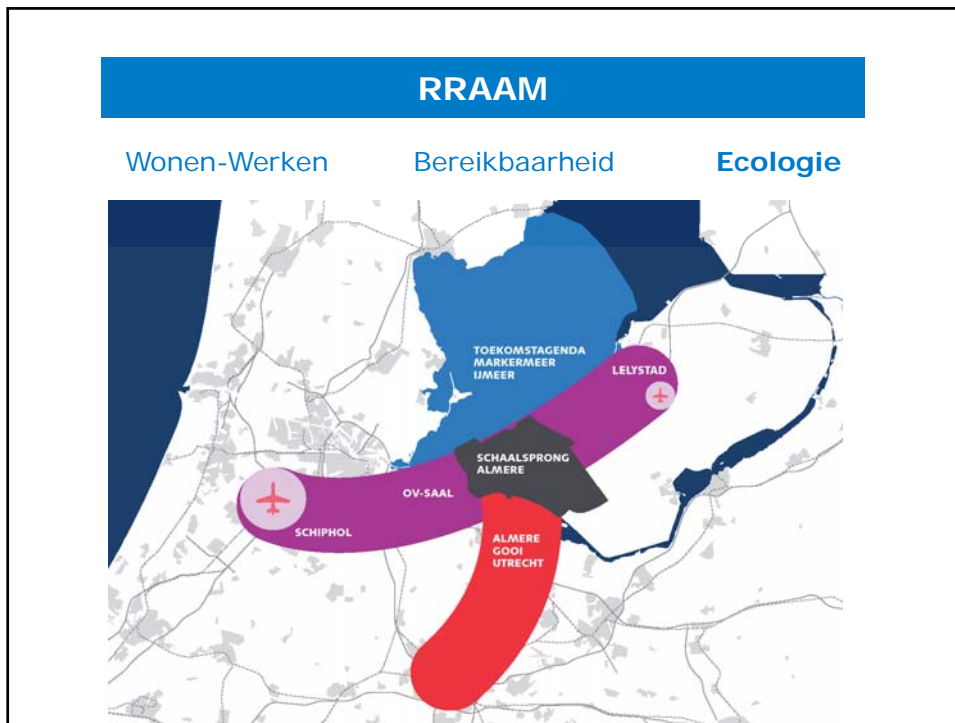 RRAAM
Wonen-Werken Bereikbaarheid Ecologie
TOEKOMSTAGENDA
MARKERMEER
IJMEER
LELYSTAD
SCHAALSPRONG
ALMERE
OV-SAAL
SCHIPHOL
ALMERE
GOOI
UTRECHT